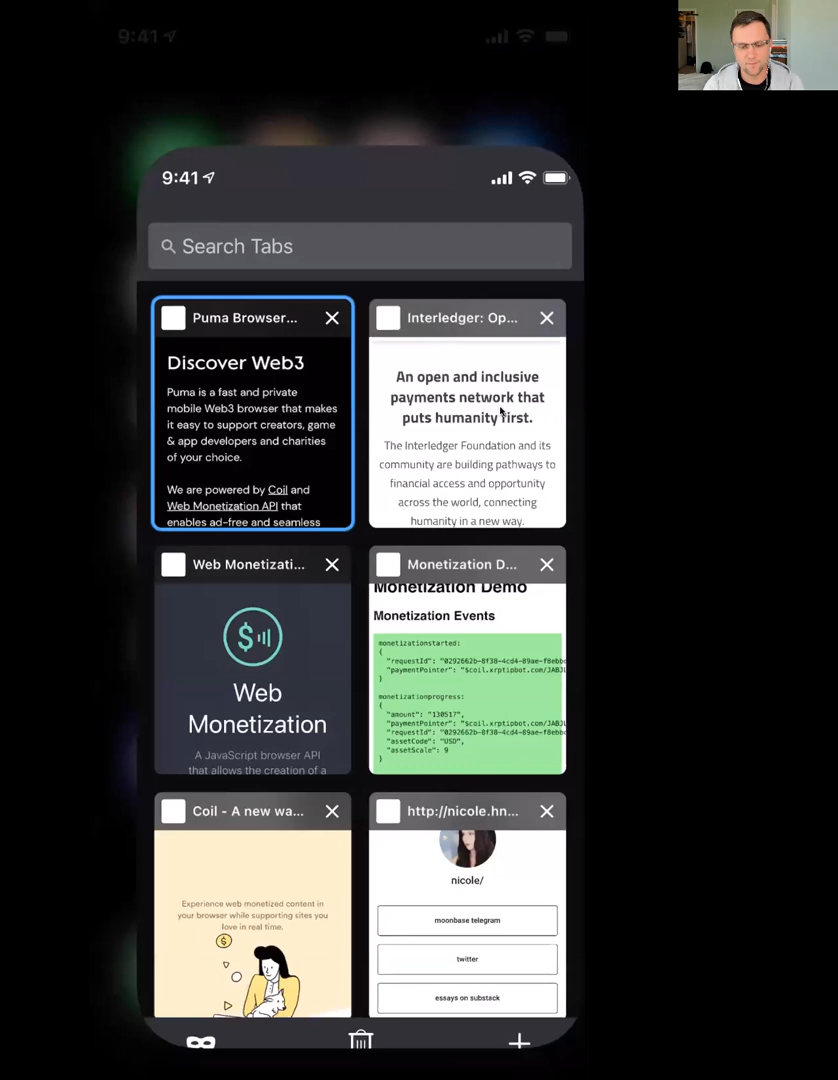 9:41
9:41
Search Tabs
Puma Browser...
Discover Web3
Puma is a fast and private
mobile Web3 browser that makes
it easy to support creators, game
& app developers and charities
of your choice.
We are powered by Coil and
Web Monetization API that
enables ad-free and seamless
Interledger: Op...
An open and inclusive
payments network that
puts humanity first.
The Interledger Foundation and its
community are building pathways to
financial access and opportunity
across the world, connecting
humanity in a new way.
Web Monetizati...
$
Web
Monetization
A JavaScript browser API
that allows the creation of a
Monetization D...
Monetization Demo
Monetization Events
monetizationstarted:
{
"requestId": "0292662b-8f38-4cd4-89ae-f8ebbc
"paymentPointer": "$coil.xrptipbot.com/JABJL
}
monetizationprogress:
{
"amount": "130517",
"paymentPointer": "$coil.xrptipbot.com/JABJL
"requestId": "0292662b-8f38-4cd4-89ae-f8ebbc
"assetCode": "USD",
"assetScale": 9
}
Coil - A new wa...
Experience web monetized content in
your browser while supporting sites you
love in real time.
$
http://nicole.hn...
nicole/
moonbase telegram
twitter
essays on substack